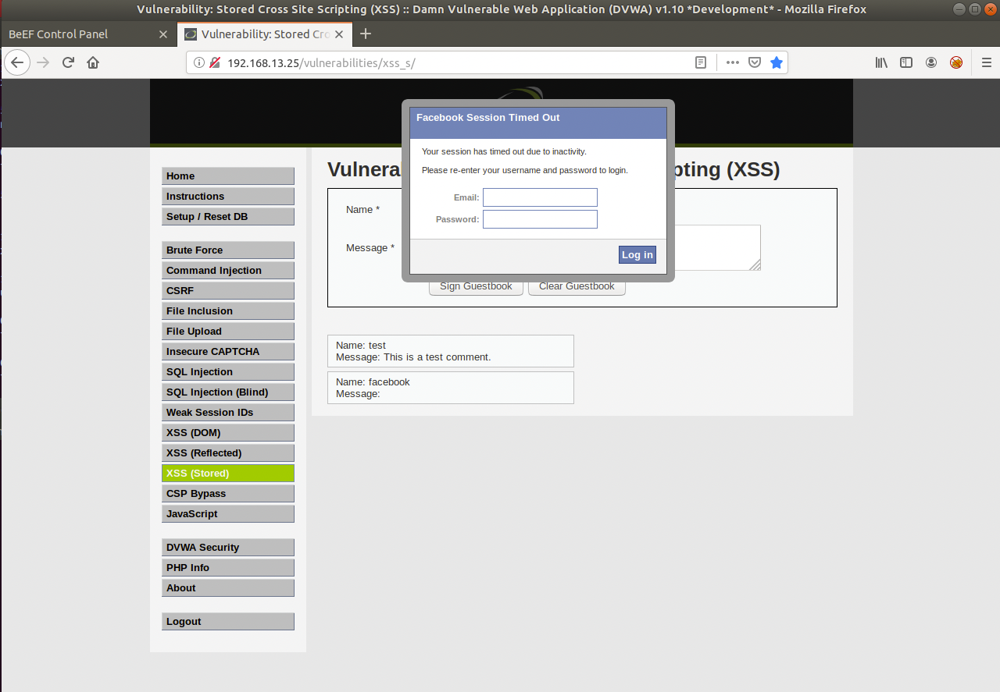 Vulnerability: Stored Cross Site Scripting (XSS) :: Damn Vulnerable Web Application (DVWA) v1.10 *Development* - Mozilla Firefox
BeEF Control Panel
Vulnerability: Stored Cro
192.168.13.25/vulnerabilities/xss_s/
Facebook Session Timed Out
Your session has timed out due to inactivity.
Please re-enter your username and password to login.
Email:
Password:
Log in
Home
Instructions
Setup / Reset DB
Brute Force
Command Injection
CSRF
File Inclusion
File Upload
Insecure CAPTCHA
SQL Injection
SQL Injection (Blind)
Weak Session IDs
XSS (DOM)
XSS (Reflected)
XSS (Stored)
CSP Bypass
JavaScript
DVWA Security
PHP Info
About
Logout
Vulnera pting (XSS)
Name *
Message *
Sign Guestbook Clear Guestbook
Name: test
Message: This is a test comment.
Name: facebook
Message: